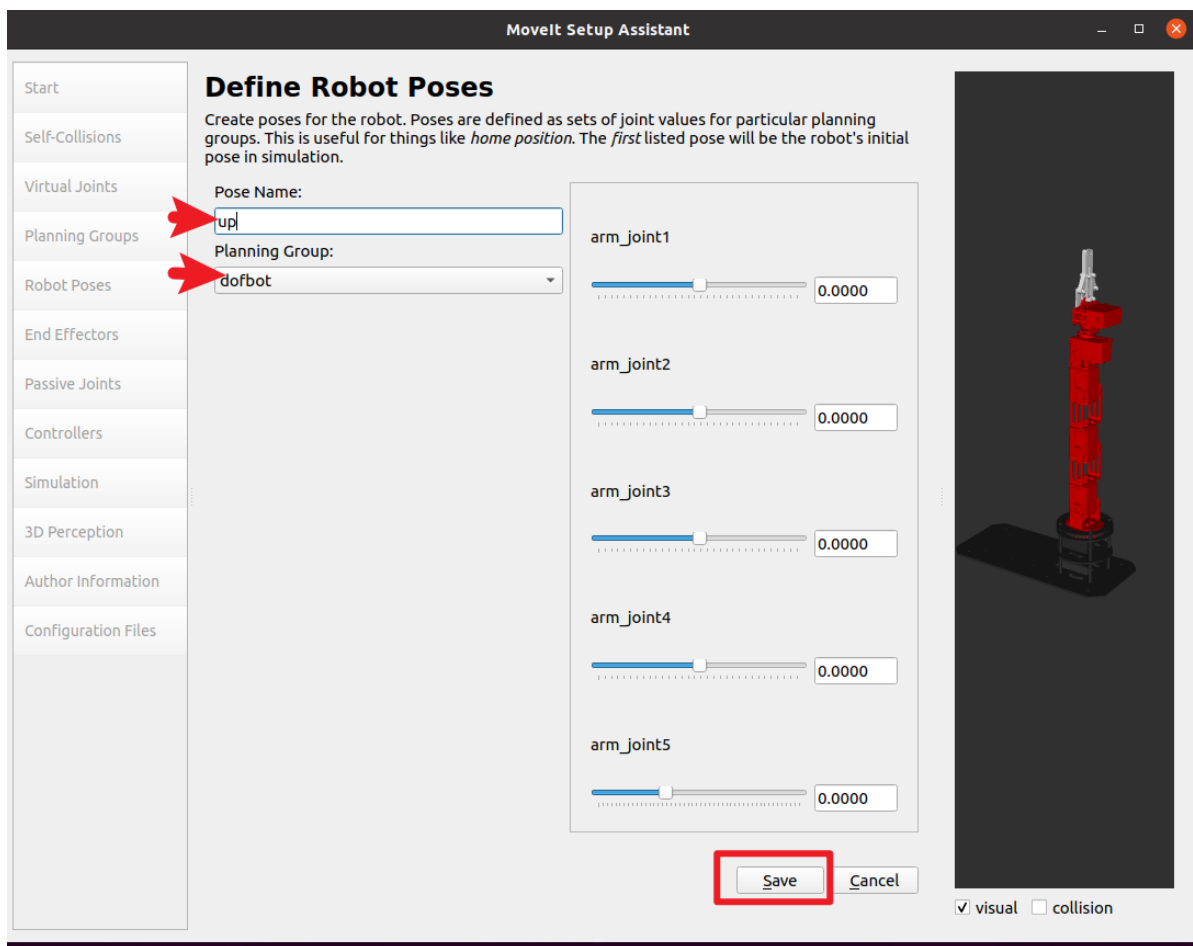 MoveIt Setup Assistant
Start
Self-Collisions
Virtual Joints
Planning Groups
Robot Poses
End Effectors
Passive Joints
Controllers
Simulation
3D Perception
Author Information
Configuration Files
Define Robot Poses
Create poses for the robot. Poses are defined as sets of joint values for particular planning
groups. This is useful for things like home position. The first listed pose will be the robot's initial
pose in simulation.
Pose Name:
up
Planning Group:
dofbot
arm_joint1
0.0000
arm_joint2
0.0000
arm_joint3
0.0000
arm_joint4
0.0000
arm_joint5
0.0000
Save Cancel
visual collision